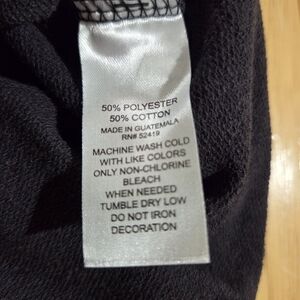 50% POLYESTER
50% COTTON
MADE IN GUATEMALA
RN# 52419
MACHINE WASH COLD
WITH LIKE COLORS
ONLY NON-CHLORINE
BLEACH
WHEN NEEDED
TUMBLE DRY LOW
DO NOT IRON
DECORATION